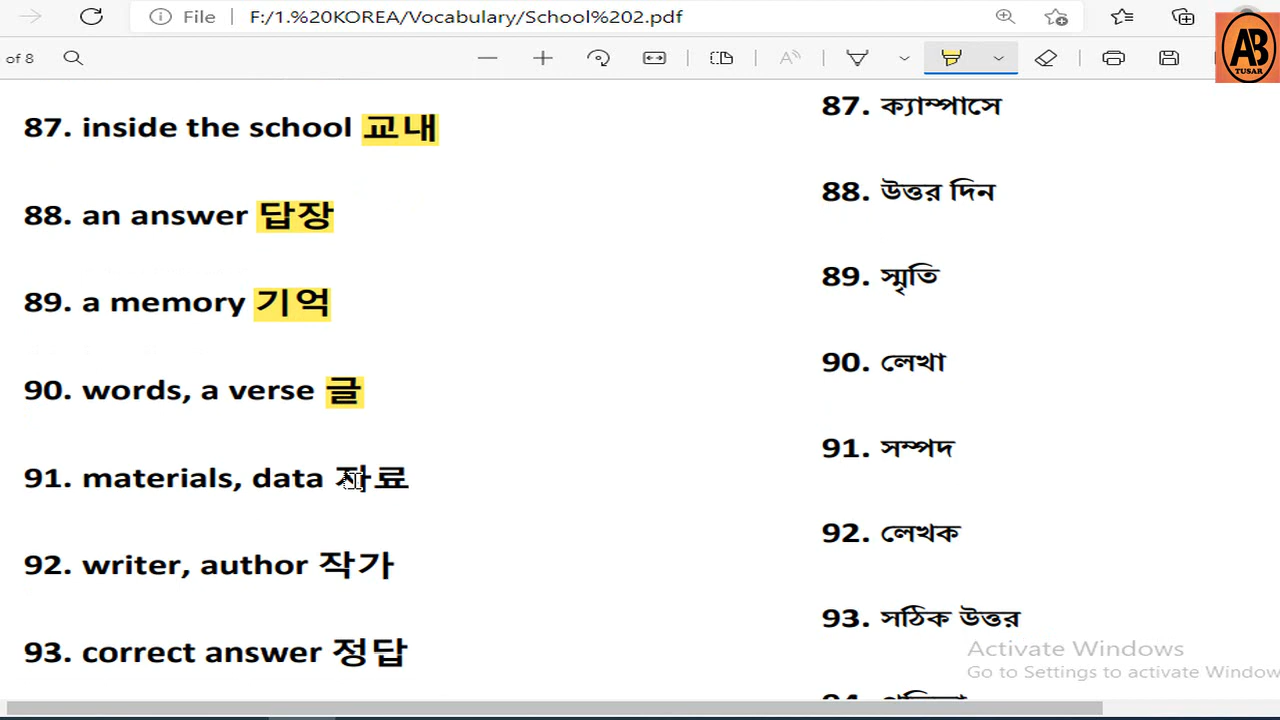 File F:/1.%20KOREA/Vocabulary/School%202.pdf
AB
TUSAR
of 8
87. inside the school 교내
88. an answer 답장
89. a memory 기억
90. words, a verse 글
91. materials, data 자료
92. writer, author 작가
93. correct answer 정답
87. ক্যাম্পাসে
88. উত্তর দিন
89. স্মৃতি
90. লেখা
91. সম্পদ
92. লেখক
93. সঠিক উত্তর
Activate Windows
Go to Settings to activate Window